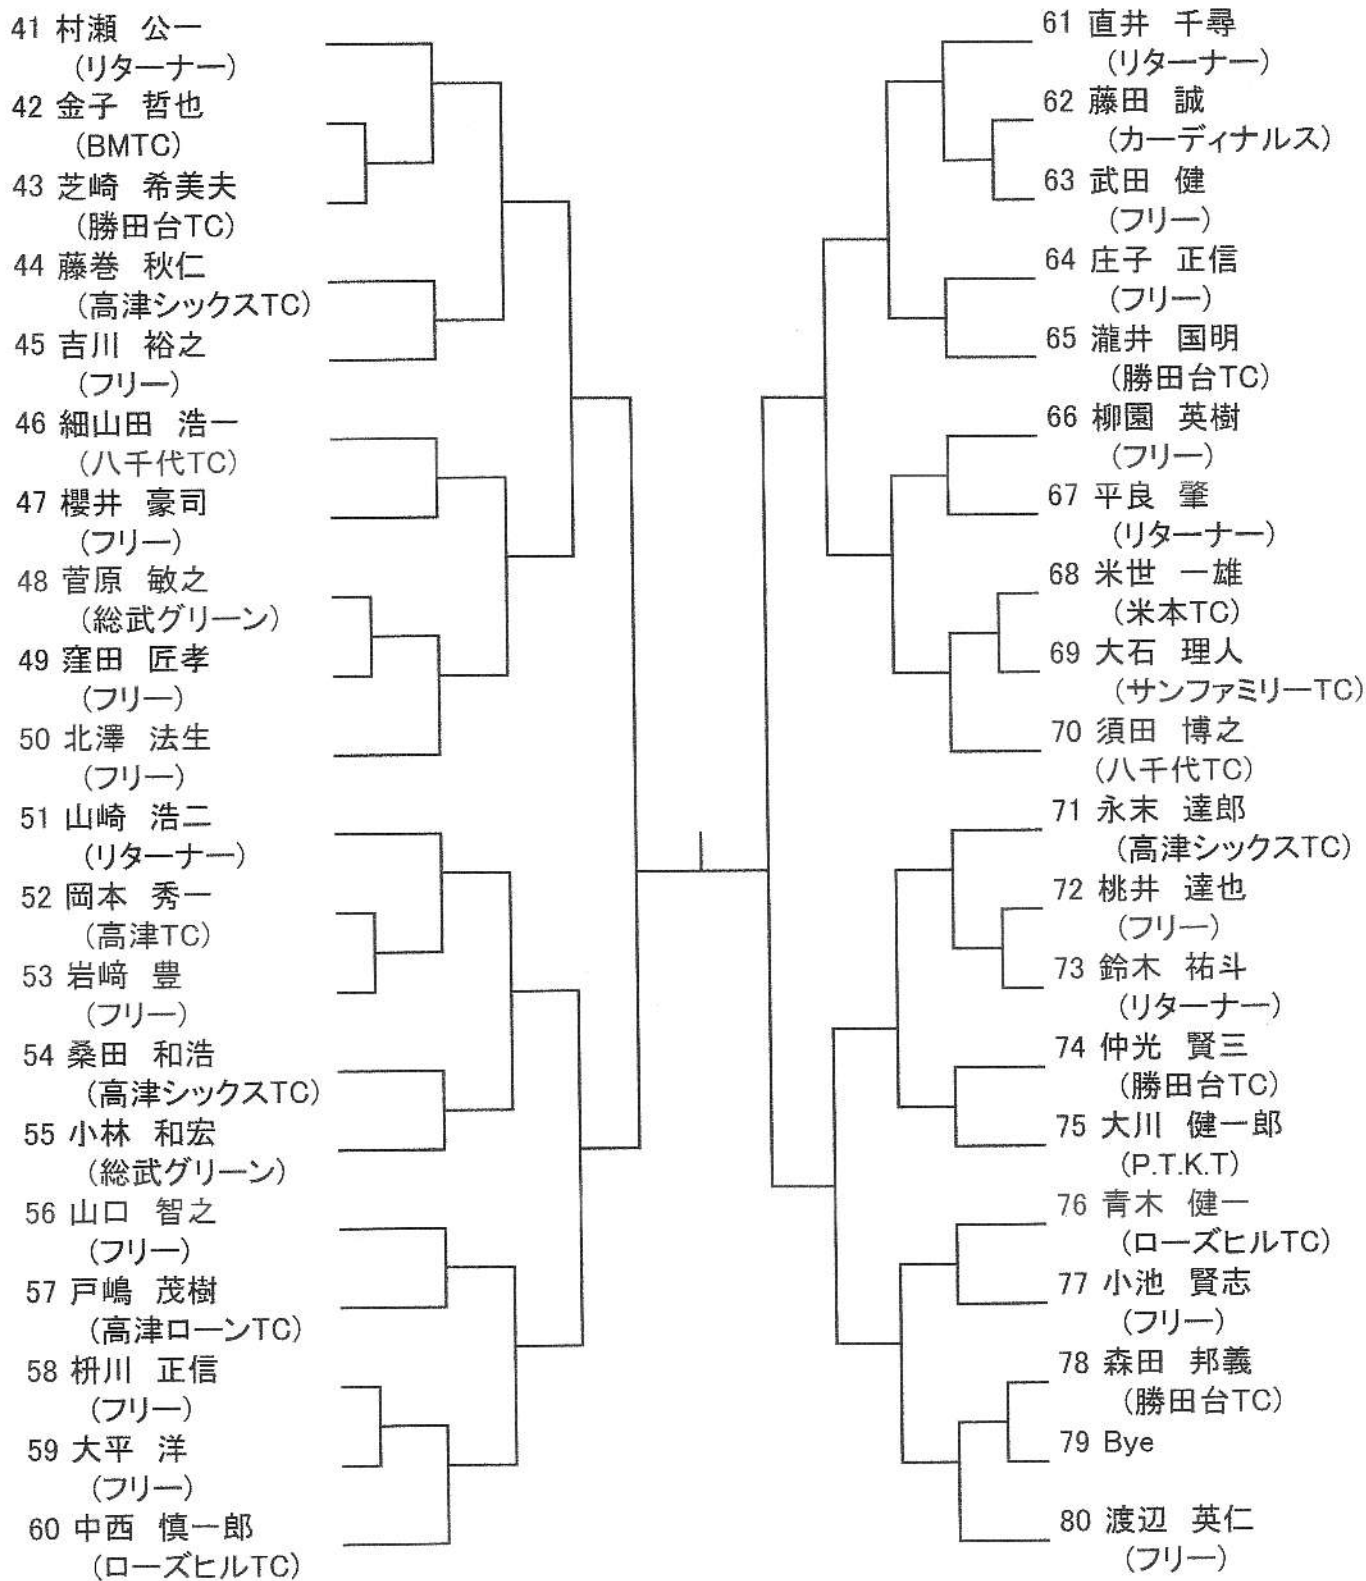 41 村瀬 公一
(リターナー)
42 金子 哲也
(BMTC)
43 芝崎 希美夫
(勝田台TC)
44 藤巻 秋仁
(高津シックスTC)
45 吉川 裕之
(フリー)
46 細山田 浩一
(八千代TC)
47 櫻井 豪司
(フリー)
48 菅原 敏之
(総武グリーン)
49 窪田 匠孝
(フリー)
50 北澤 法生
(フリー)
51 山崎 浩二
(リターナー)
52 岡本 秀一
(高津TC)
53 岩﨑 豊
(フリー)
54 桑田 和浩
(高津シックスTC)
55 小林 和宏
(総武グリーン)
56 山口 智之
(フリー)
57 戸嶋 茂樹
(高津ローンTC)
58 枡川 正信
(フリー)
59 大平 洋
(フリー)
60 中西 慎一郎
(ローズヒルTC)
61 直井 千尋
(リターナー)
62 藤田 誠
(カーディナルス)
63 武田 健
(フリー)
64 庄子 正信
(フリー)
65 瀧井 国明
(勝田台TC)
66 柳園 英樹
(フリー)
67 平良 肇
(リターナー)
68 米世 一雄
(米本TC)
69 大石 理人
(サンファミリーTC)
70 須田 博之
(八千代TC)
71 永末 達郎
(高津シックスTC)
72 桃井 達也
(フリー)
73 鈴木 祐斗
(リターナー)
74 仲光 賢三
(勝田台TC)
75 大川 健一郎
(P.T.K.T)
76 青木 健一
(ローズヒルTC)
77 小池 賢志
(フリー)
78 森田 邦義
(勝田台TC)
79 Bye
80 渡辺 英仁
(フリー)